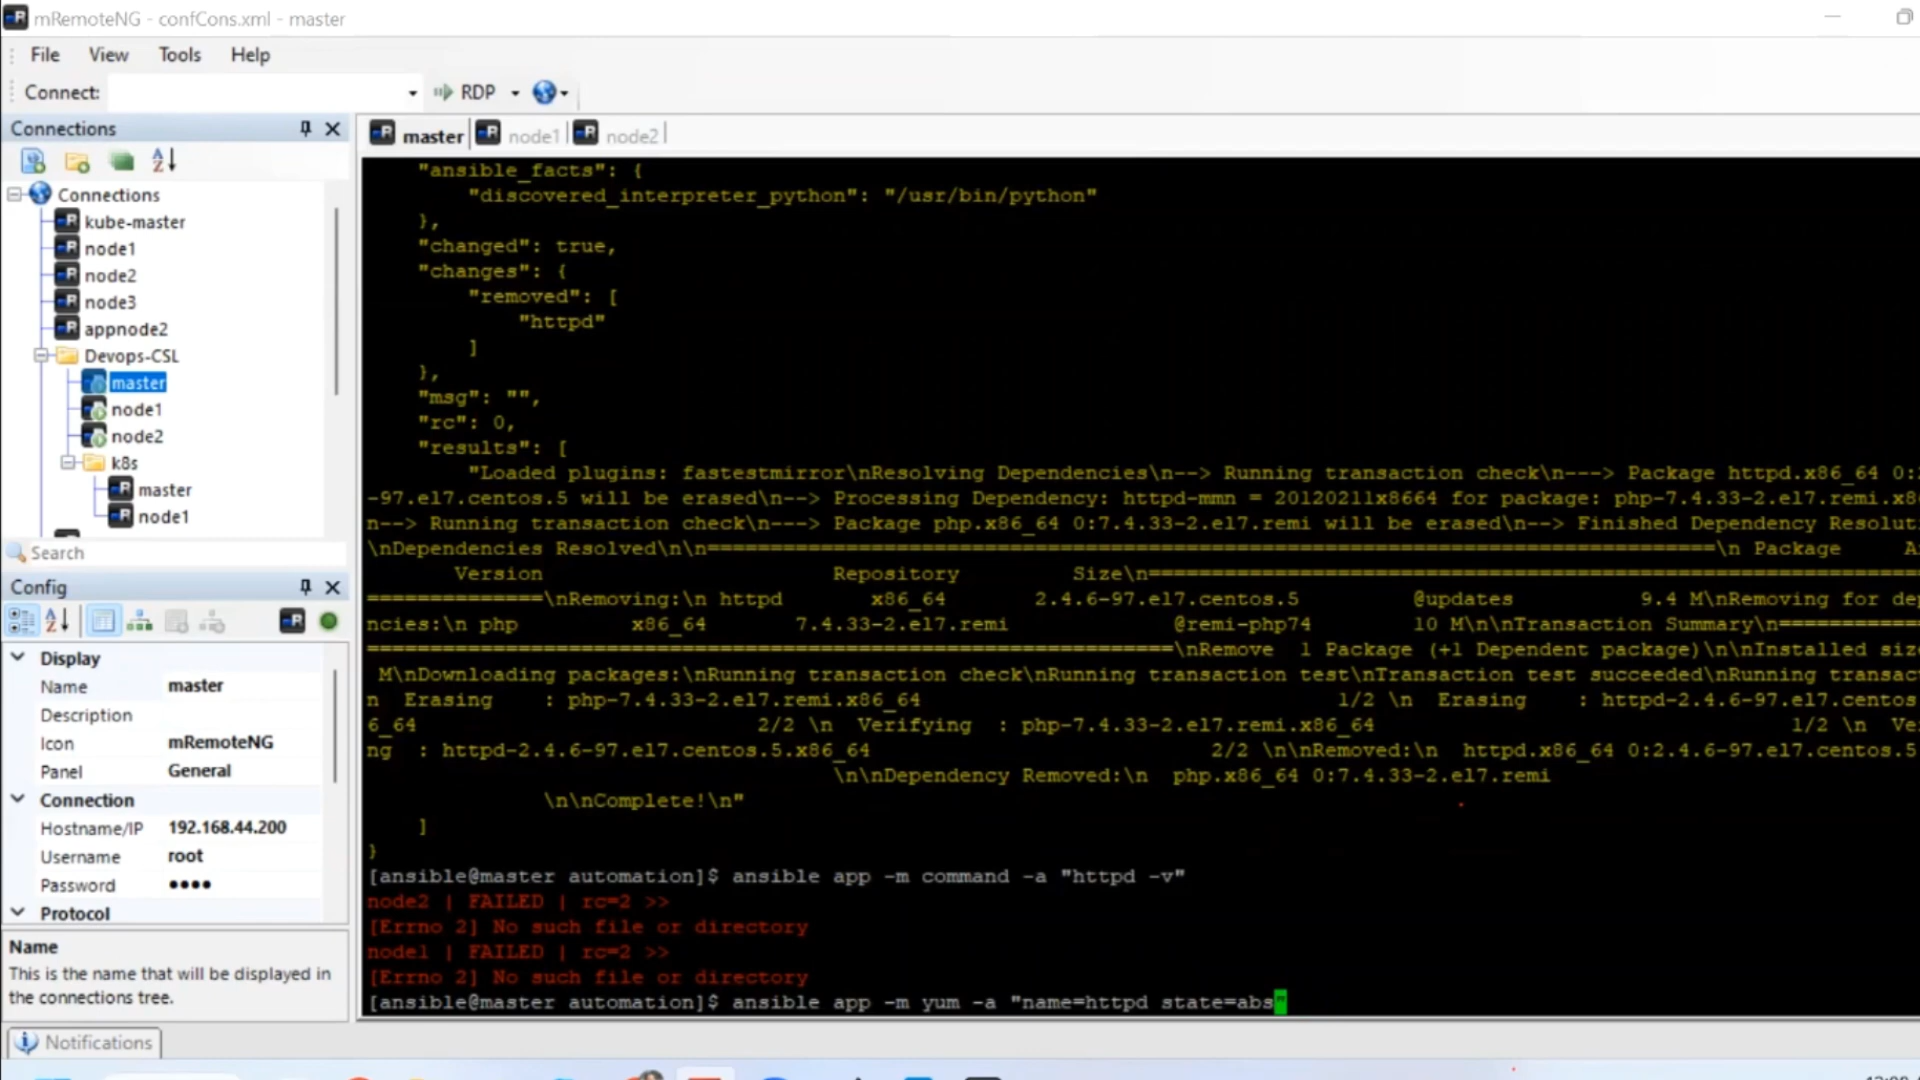 mRemoteNG - confCons.xml - master
File View Tools Help
Connect: RDP
Connections
master node1 node2
Connections
kube-master
node1
node2
node3
appnode2
Devops-CSL
master
node1
node2
k8s
master
node1
Search
Config
Display
Name master
Description
Icon mRemoteNG
Panel General
Connection
Hostname/IP 192.168.44.200
Username root
Password ••••
Protocol
Name
This is the name that will be displayed in
the connections tree.
Notifications
"ansible_facts": {
"discovered_interpreter_python": "/usr/bin/python"
},
"changed": true,
"changes": {
"removed": [
"httpd"
]
},
"msg": "",
"rc": 0,
"results": [
"Loaded plugins: fastestmirror\nResolving Dependencies\n--> Running transaction check\n---> Package httpd.x86_64
-97.el7.centos.5 will be erased\n--> Processing Dependency: httpd-mmn = 20120211x8664 for package:
n--> Running transaction check\n---> Package php.x86_64 0:7.4.33-2.el7.remi will be erased\n--> Finished Dependency
\nDependencies Resolved\n\n================================================================================\n Package
Version Repository Size\n=============================================================
==============\nRemoving:\n httpd x86_64 2.4.6-97.el7.centos.5 @updates 9.4 M\nRemoving for
ncies:\n php x86_64 7.4.33-2.el7.remi @remi-php74 10 M\n\nTransaction Summary\n===========
================================================================\nRemove 1 Package (+1 Dependent package)\n\nInstalled
M\nDownloading packages:\nRunning transaction check\nRunning transaction test\nTransaction test succeeded\nRunning
n Erasing : php-7.4.33-2.el7.remi.x86_64 1/2 \n Erasing : httpd-2.4.6-97.el7.centos
6_64 2/2 \n Verifying : php-7.4.33-2.el7.remi.x86_64 1/2 \n
ng : httpd-2.4.6-97.el7.centos.5.x86_64 2/2 \n\nRemoved:\n httpd.x86_64 0:2.4.6-97.el7.centos.5
\n\nDependency Removed:\n php.x86_64 0:7.4.33-2.el7.remi
\n\nComplete!\n"
]
}
[ansible@master automation]$ ansible app -m command -a "httpd -v"
node2 | FAILED | rc=2 >>
[Errno 2] No such file or directory
node1 | FAILED | rc=2 >>
[Errno 2] No such file or directory
[ansible@master automation]$ ansible app -m yum -a "name=httpd state=abs"